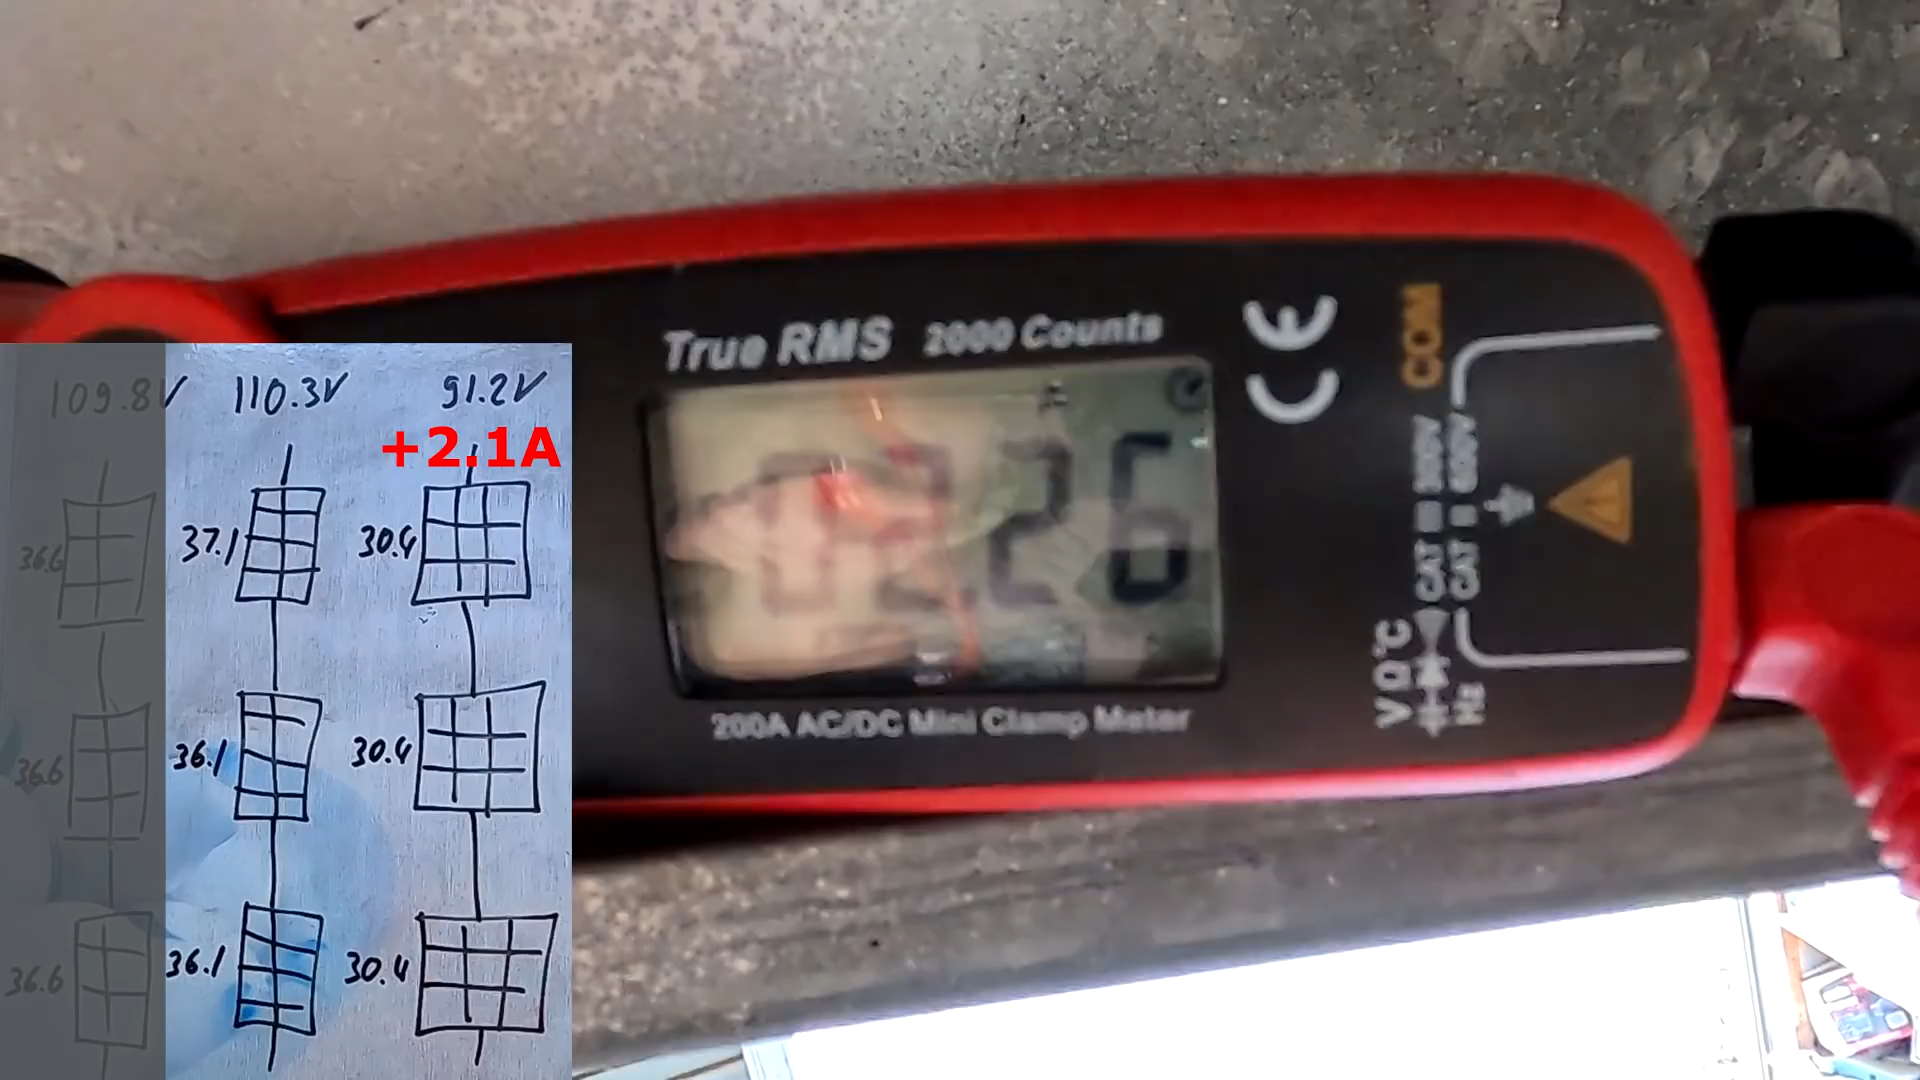 109.8V 110.3V 91.2V
+2.1A
36.6 37.1 30.4
36.6 36.1 30.4
36.6 36.1 30.4
True RMS 2000 Counts
02.26
200A AC/DC Mini Clamp Meter
CE
COM
CAT III 300V
CAT II 600V
VΩ°C
Hz